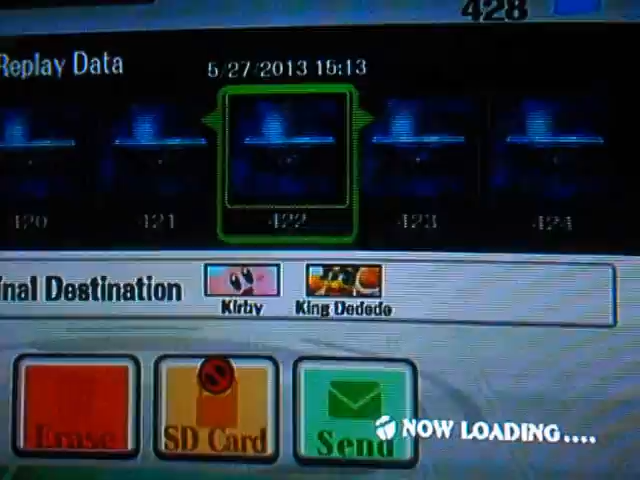 428
Replay Data
5/27/2013 15:13
420 421 422 423 424
inal Destination
Kirby King Dedede
Erase SD Card Send
NOW LOADING....